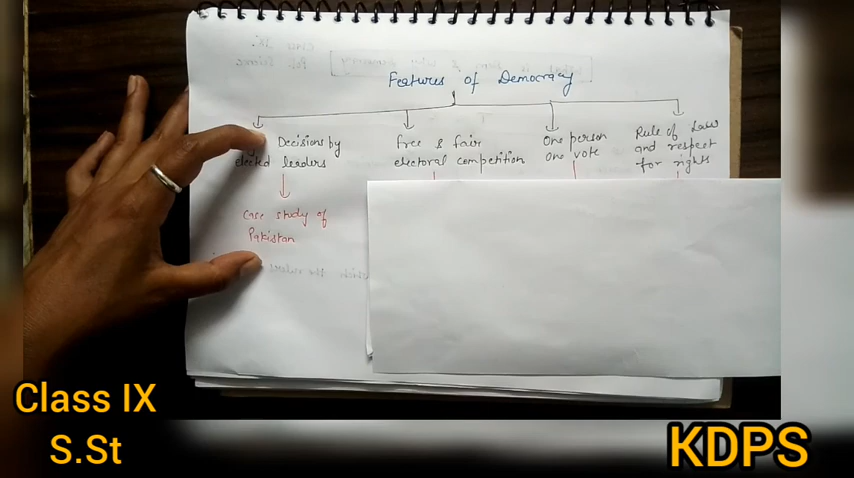 Features of Democracy
Decisions by
elected leaders
free & fair
electoral competition
One person
one vote
Rule of Law
and respect
for rights
Case study of
Pakistan
Class IX
S.St
KDPS